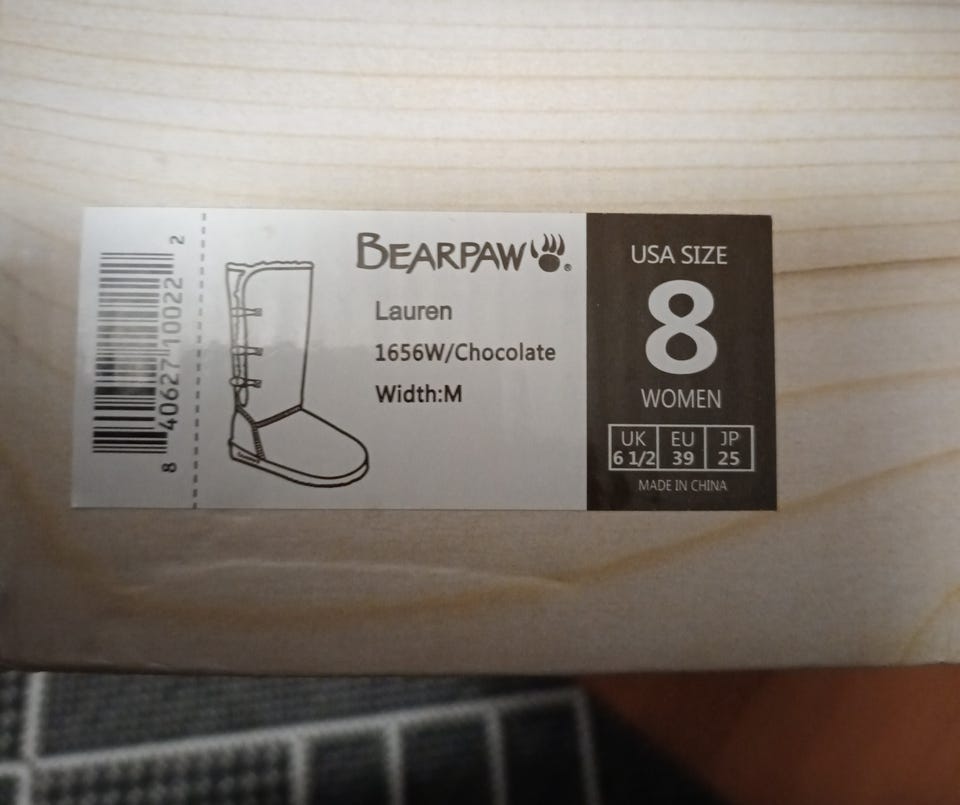 8 40627 10022 2
BEARPAW®
Lauren
1656W/Chocolate
Width:M
USA SIZE
8
WOMEN
UK EU JP
6 1/2 39 25
MADE IN CHINA